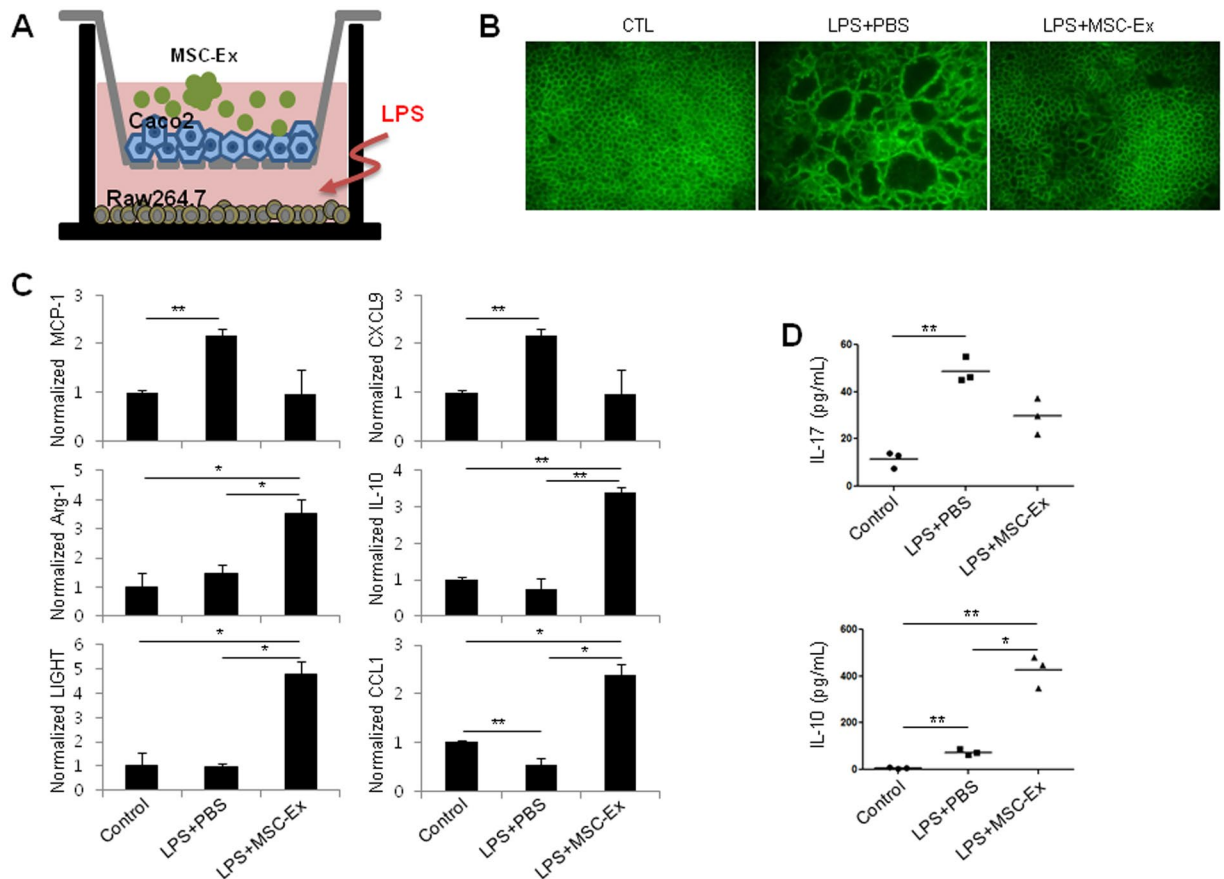 A
MSC-Ex
Caco2
LPS
Raw264.7
B
CTL
LPS+PBS
LPS+MSC-Ex
C
Normalized MCP-1
3
2
1
0
**
Normalized CXCL9
3
2
1
0
**
Normalized Arg-1
5
4
3
2
1
0
*
*
Normalized IL-10
4
3
2
1
0
**
**
Normalized LIGHT
6
5
4
3
2
1
0
*
*
Control
LPS+PBS
LPS+MSC-Ex
Normalized CCL1
3
2
1
0
*
*
**
Control
LPS+PBS
LPS+MSC-Ex
D
IL-17 (pg/mL)
60
40
20
0
**
Control
LPS+PBS
LPS+MSC-Ex
IL-10 (pg/mL)
600
400
200
0
**
*
**
Control
LPS+PBS
LPS+MSC-Ex